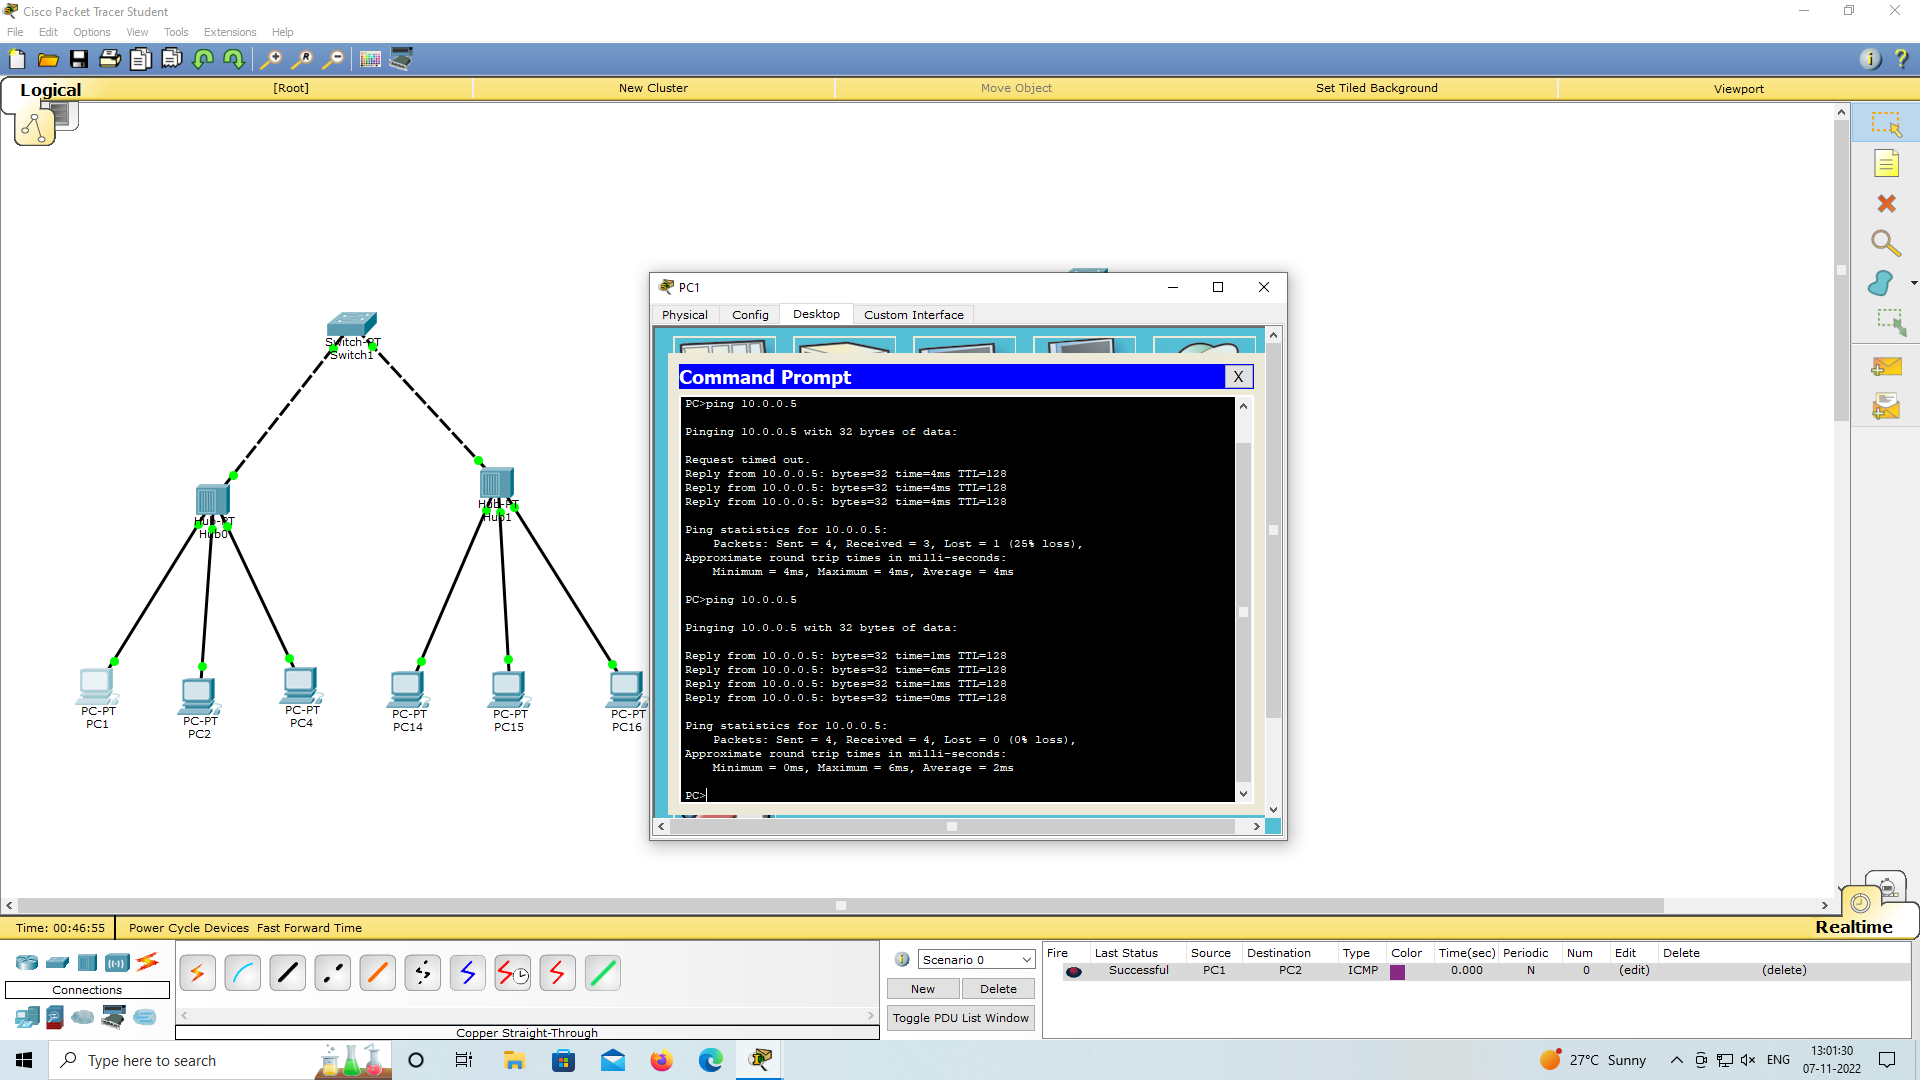 Cisco Packet Tracer Student
File Edit Options View Tools Extensions Help
Logical [Root] New Cluster Move Object Set Tiled Background Viewport
Switch-PT
Switch1
Hub-PT
Hub0
Hub-PT
Hub1
PC-PT
PC1
PC-PT
PC2
PC-PT
PC4
PC-PT
PC14
PC-PT
PC15
PC-PT
PC16
PC1
Physical Config Desktop Custom Interface
Command Prompt X
PC>ping 10.0.0.5
Pinging 10.0.0.5 with 32 bytes of data:
Request timed out.
Reply from 10.0.0.5: bytes=32 time=4ms TTL=128
Reply from 10.0.0.5: bytes=32 time=4ms TTL=128
Reply from 10.0.0.5: bytes=32 time=4ms TTL=128
Ping statistics for 10.0.0.5:
Packets: Sent = 4, Received = 3, Lost = 1 (25% loss),
Approximate round trip times in milli-seconds:
Minimum = 4ms, Maximum = 4ms, Average = 4ms
PC>ping 10.0.0.5
Pinging 10.0.0.5 with 32 bytes of data:
Reply from 10.0.0.5: bytes=32 time=1ms TTL=128
Reply from 10.0.0.5: bytes=32 time=6ms TTL=128
Reply from 10.0.0.5: bytes=32 time=1ms TTL=128
Reply from 10.0.0.5: bytes=32 time=0ms TTL=128
Ping statistics for 10.0.0.5:
Packets: Sent = 4, Received = 4, Lost = 0 (0% loss),
Approximate round trip times in milli-seconds:
Minimum = 0ms, Maximum = 6ms, Average = 2ms
PC>
Time: 00:46:55 Power Cycle Devices Fast Forward Time Realtime
Connections
Copper Straight-Through
Scenario 0
New Delete
Toggle PDU List Window
Fire Last Status Source Destination Type Color Time(sec) Periodic Num Edit Delete
Successful PC1 PC2 ICMP 0.000 N 0 (edit) (delete)
Type here to search
27°C Sunny ENG
13:01:30
07-11-2022